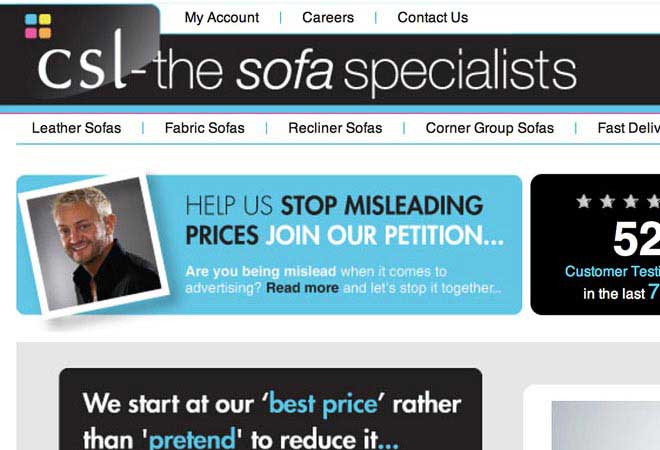 My Account | Careers | Contact Us
csl-the sofa specialists
Leather Sofas | Fabric Sofas | Recliner Sofas | Corner Group Sofas | Fast Deliv
HELP US STOP MISLEADING
PRICES JOIN OUR PETITION...
Are you being mislead when it comes to
advertising? Read more and let's stop it together...
52
Customer Testi
in the last 7
We start at our ‘best price’ rather
than 'pretend' to reduce it...